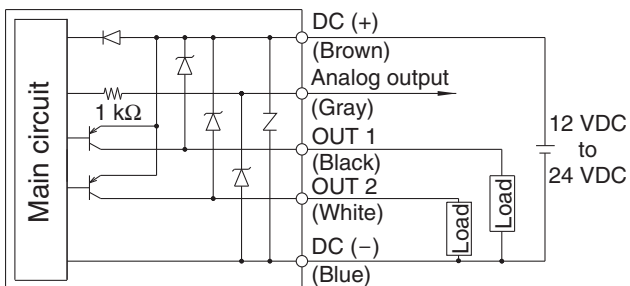 Main circuit
DC (+)
(Brown)
Analog output
(Gray)
1 kΩ
OUT 1
(Black)
OUT 2
(White)
DC (−)
(Blue)
Load
Load
12 VDC
to
24 VDC